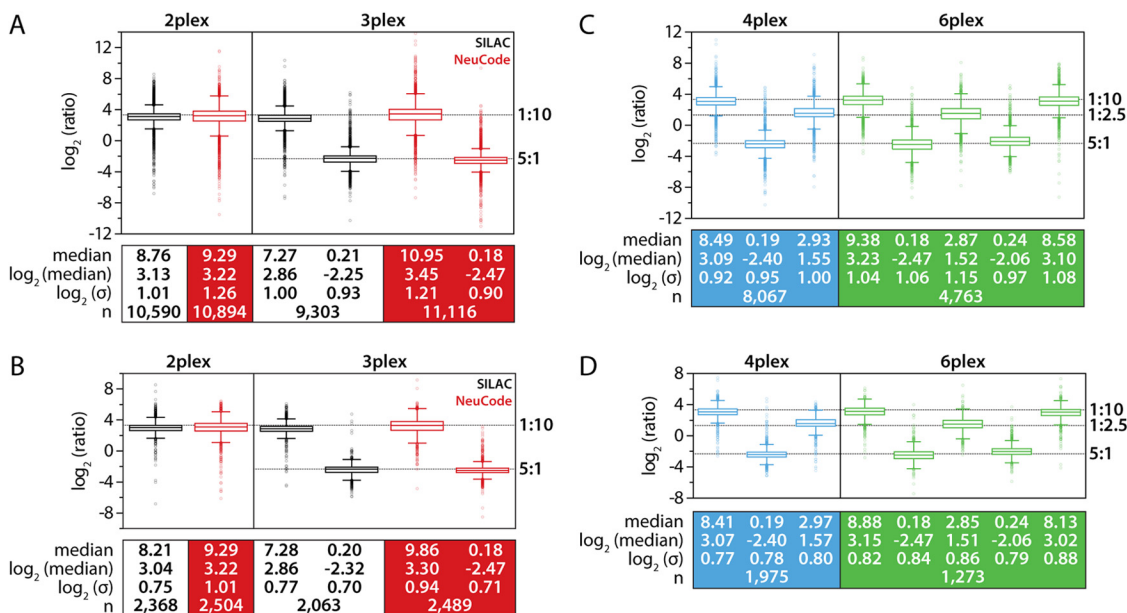 A
2plex 3plex
SILAC
NeuCode
log2 (ratio)
12
8
4
0
-4
-8
-12
1:10
5:1
median 8.76 9.29 7.27 0.21 10.95 0.18
log2 (median) 3.13 3.22 2.86 -2.25 3.45 -2.47
log2 (σ) 1.01 1.26 1.00 0.93 1.21 0.90
n 10,590 10,894 9,303 11,116
B
2plex 3plex
SILAC
NeuCode
log2 (ratio)
8
4
0
-4
-8
1:10
5:1
median 8.21 9.29 7.28 0.20 9.86 0.18
log2 (median) 3.04 3.22 2.86 -2.32 3.30 -2.47
log2 (σ) 0.75 1.01 0.77 0.70 0.94 0.71
n 2,368 2,504 2,063 2,489
C
4plex 6plex
log2 (ratio)
12
8
4
0
-4
-8
-12
1:10
1:2.5
5:1
median 8.49 0.19 2.93 9.38 0.18 2.87 0.24 8.58
log2 (median) 3.09 -2.40 1.55 3.23 -2.47 1.52 -2.06 3.10
log2 (σ) 0.92 0.95 1.00 1.04 1.06 1.15 0.97 1.08
n 8,067 4,763
D
4plex 6plex
log2 (ratio)
8
4
0
-4
-8
1:10
1:2.5
5:1
median 8.41 0.19 2.97 8.88 0.18 2.85 0.24 8.13
log2 (median) 3.07 -2.40 1.57 3.15 -2.47 1.51 -2.06 3.02
log2 (σ) 0.77 0.78 0.80 0.82 0.84 0.86 0.79 0.88
n 1,975 1,273